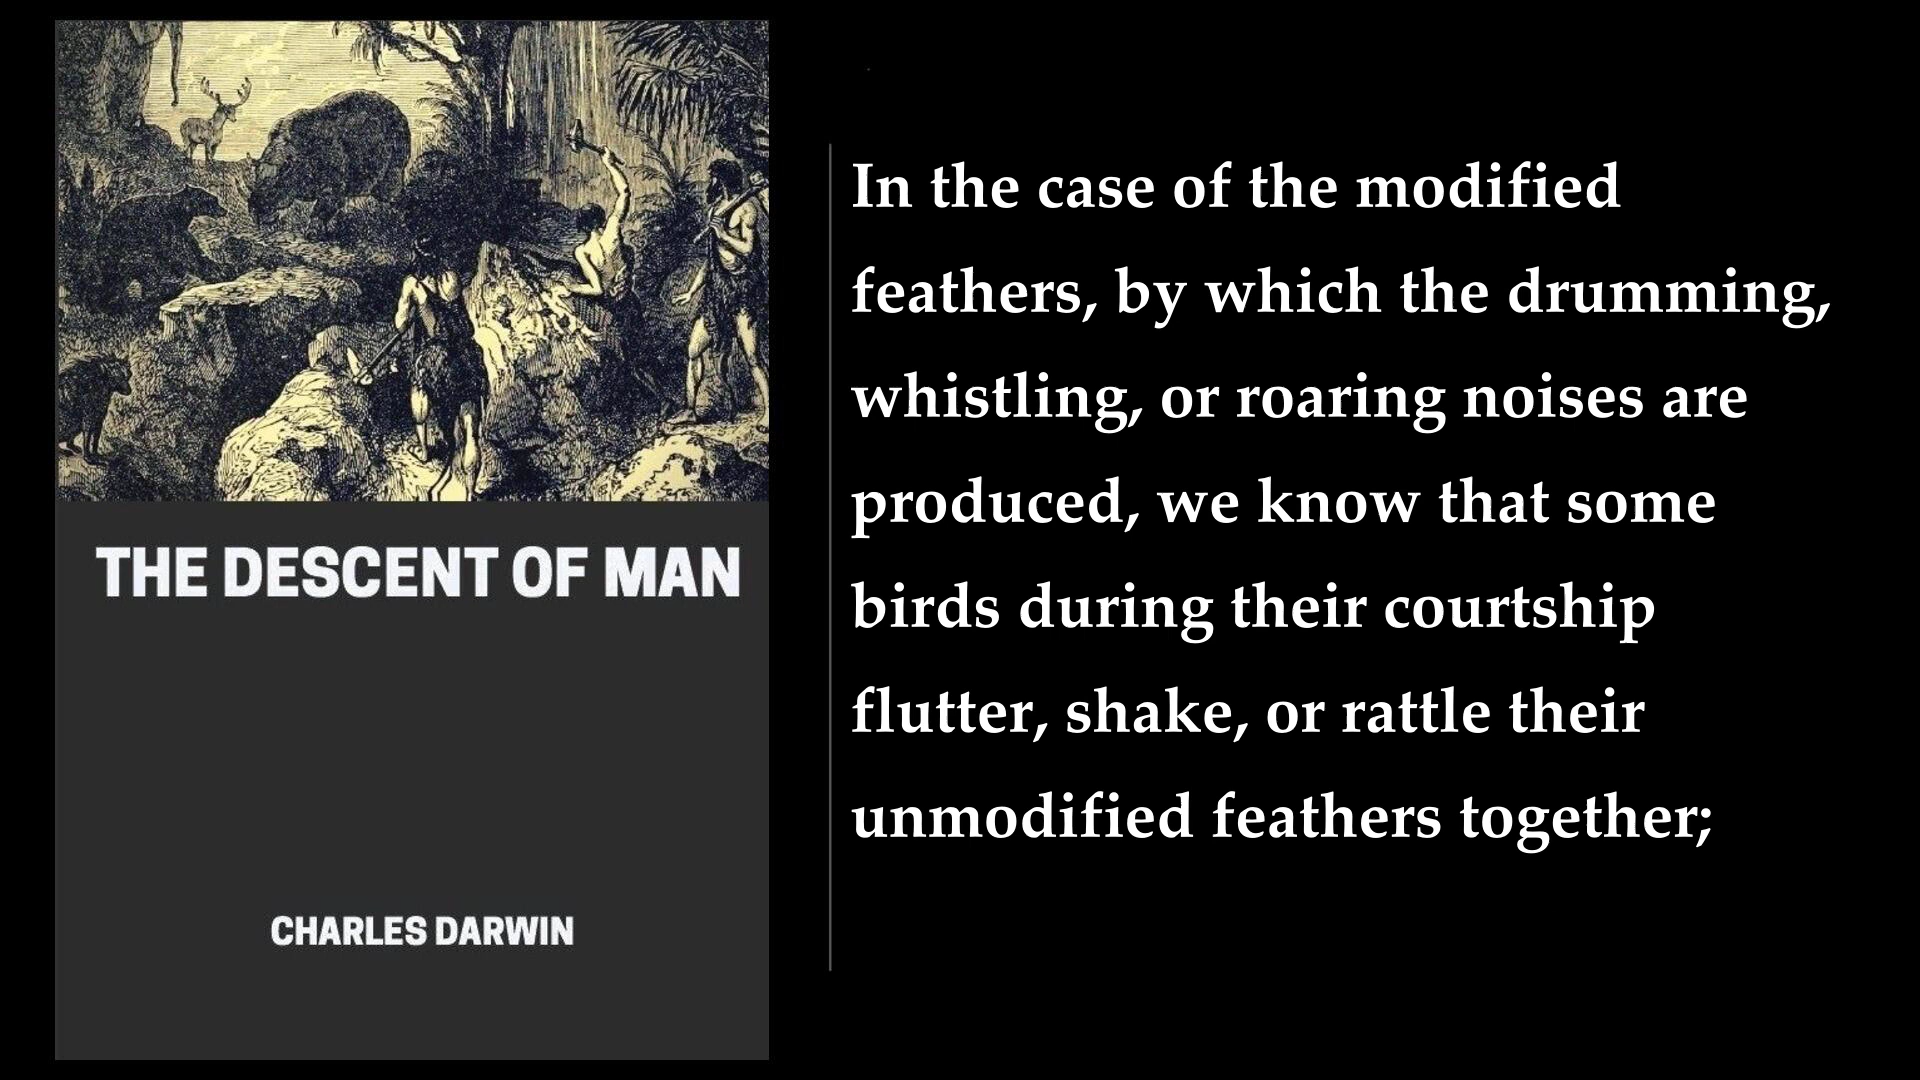 THE DESCENT OF MAN
CHARLES DARWIN
In the case of the modified
feathers, by which the drumming,
whistling, or roaring noises are
produced, we know that some
birds during their courtship
flutter, shake, or rattle their
unmodified feathers together;